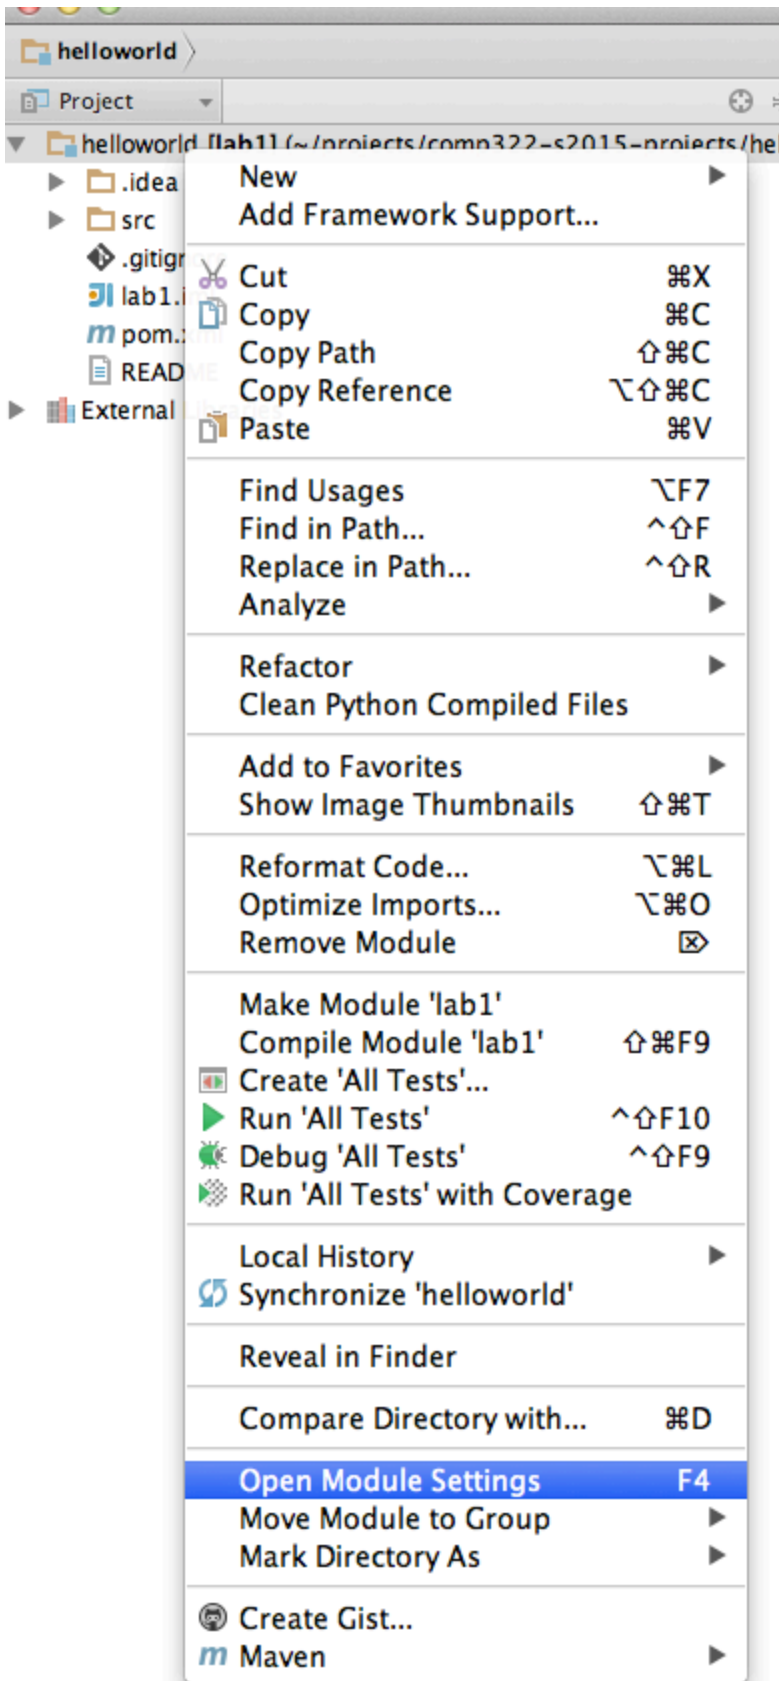 helloworld
Project
helloworld [lab1] (~/projects/comp322-s2015-projects/hel
.idea
src
.gitignore
lab1.i
pom.xml
README
External Libraries
New
Add Framework Support...
Cut ⌘X
Copy ⌘C
Copy Path ⇧⌘C
Copy Reference ⌥⇧⌘C
Paste ⌘V
Find Usages ⌥F7
Find in Path... ^⇧F
Replace in Path... ^⇧R
Analyze
Refactor
Clean Python Compiled Files
Add to Favorites
Show Image Thumbnails ⇧⌘T
Reformat Code... ⌥⌘L
Optimize Imports... ⌥⌘O
Remove Module ⌦
Make Module 'lab1'
Compile Module 'lab1' ⇧⌘F9
Create 'All Tests'...
Run 'All Tests' ^⇧F10
Debug 'All Tests' ^⇧F9
Run 'All Tests' with Coverage
Local History
Synchronize 'helloworld'
Reveal in Finder
Compare Directory with... ⌘D
Open Module Settings F4
Move Module to Group
Mark Directory As
Create Gist...
Maven